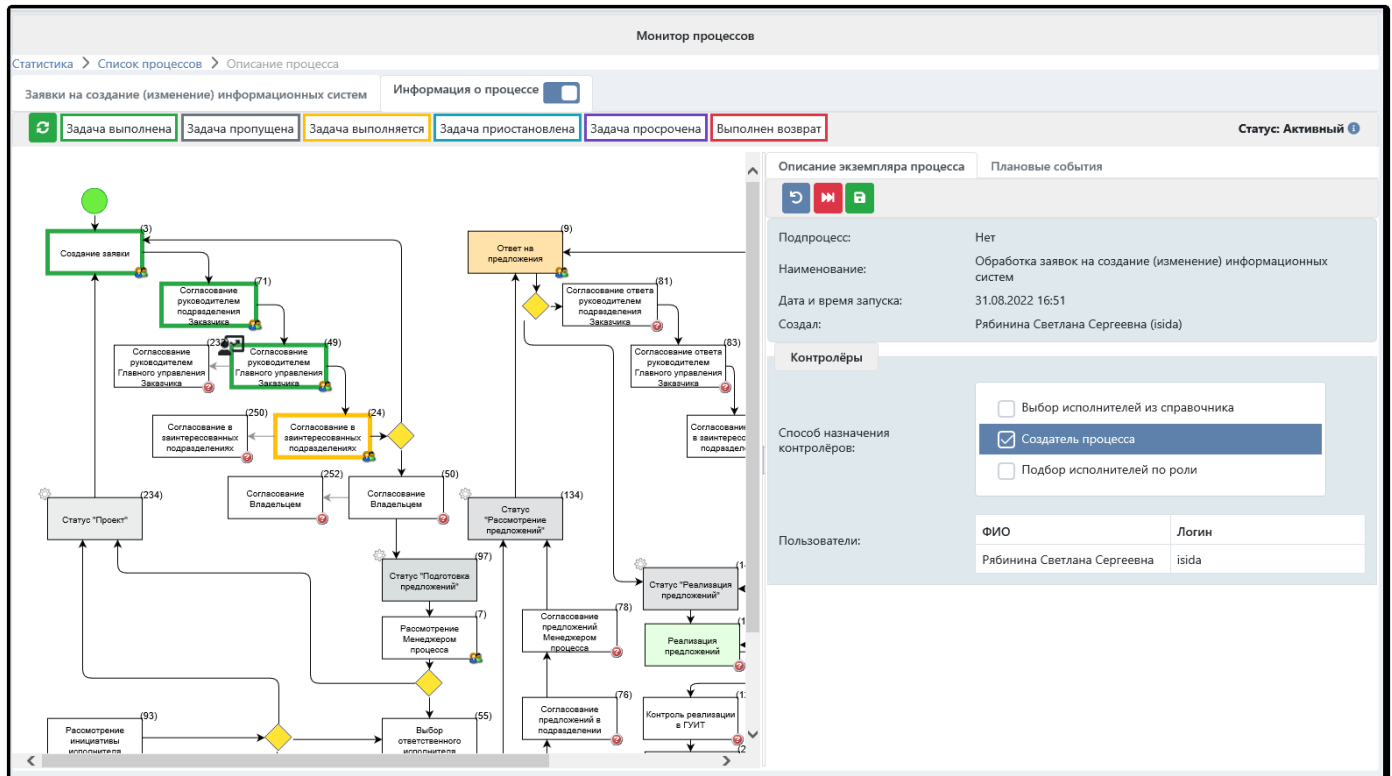 Монитор процессов
Статистика > Список процессов > Описание процесса
Заявки на создание (изменение) информационных систем
Информация о процессе
Задача выполнена
Задача пропущена
Задача выполняется
Задача приостановлена
Задача просрочена
Выполнен возврат
Статус: Активный
(3)
Создание заявки
(71)
Согласование
руководителем
подразделения
Заказчика
(49)
Согласование
руководителем
Главного управления
Заказчика
Согласование
руководителем
Главного управления
Заказчика
(250)
Согласование в
заинтересованных
подразделениях
(24)
Согласование в
заинтересованных
подразделениях
(252)
Согласование
Владельцем
(50)
Согласование
Владельцем
(234)
Статус "Проект"
(97)
Статус "Подготовка
предложений"
(7)
Рассмотрение
Менеджером
процесса
(93)
Рассмотрение
инициативы
исполнителя
(55)
Выбор
ответственного
исполнителя
(9)
Ответ на
предложения
(81)
Согласование ответа
руководителем
подразделения
Заказчика
(83)
Согласование ответа
руководителем
Главного управления
Заказчика
Согласование
в заинтересо
подразделе
(134)
Статус
"Рассмотрение
предложений"
Статус "Реализация
предложений"
(78)
Согласование
предложений
Менеджером
процесса
Реализация
предложений
(76)
Согласование
предложений в
подразделении
Контроль реализации
в ГУИТ
Описание экземпляра процесса
Плановые события
Подпроцесс: Нет
Наименование: Обработка заявок на создание (изменение) информационных
систем
Дата и время запуска: 31.08.2022 16:51
Создал: Рябинина Светлана Сергеевна (isida)
Контролёры
Способ назначения
контролёров:
Выбор исполнителей из справочника
Создатель процесса
Подбор исполнителей по роли
Пользователи:
ФИО Логин
Рябинина Светлана Сергеевна isida